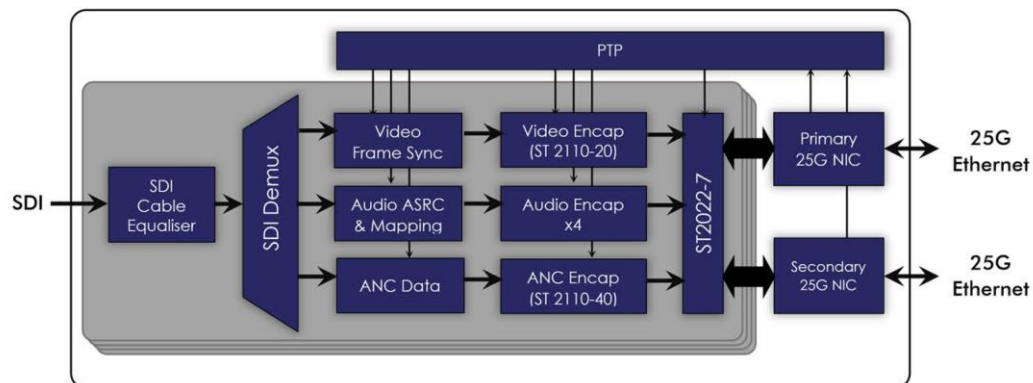 PTP
Video
Frame Sync
Video Encap
(ST 2110-20)
Primary
25G NIC
25G
Ethernet
SDI
SDI
Cable
Equaliser
SDI Demux
Audio ASRC
& Mapping
Audio Encap
x4
ST2022-7
ANC Data
ANC Encap
(ST 2110-40)
Secondary
25G NIC
25G
Ethernet